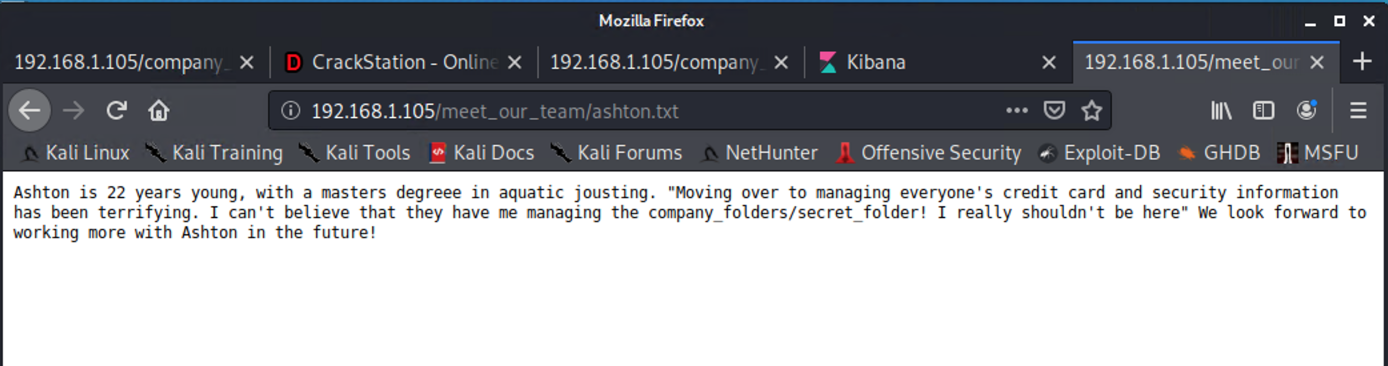 Mozilla Firefox
192.168.1.105/company_
CrackStation - Online
192.168.1.105/company_
Kibana
192.168.1.105/meet_our
192.168.1.105/meet_our_team/ashton.txt
Kali Linux Kali Training Kali Tools Kali Docs Kali Forums NetHunter Offensive Security Exploit-DB GHDB MSFU
Ashton is 22 years young, with a masters degreee in aquatic jousting. "Moving over to managing everyone's credit card and security information
has been terrifying. I can't believe that they have me managing the company_folders/secret_folder! I really shouldn't be here" We look forward to
working more with Ashton in the future!